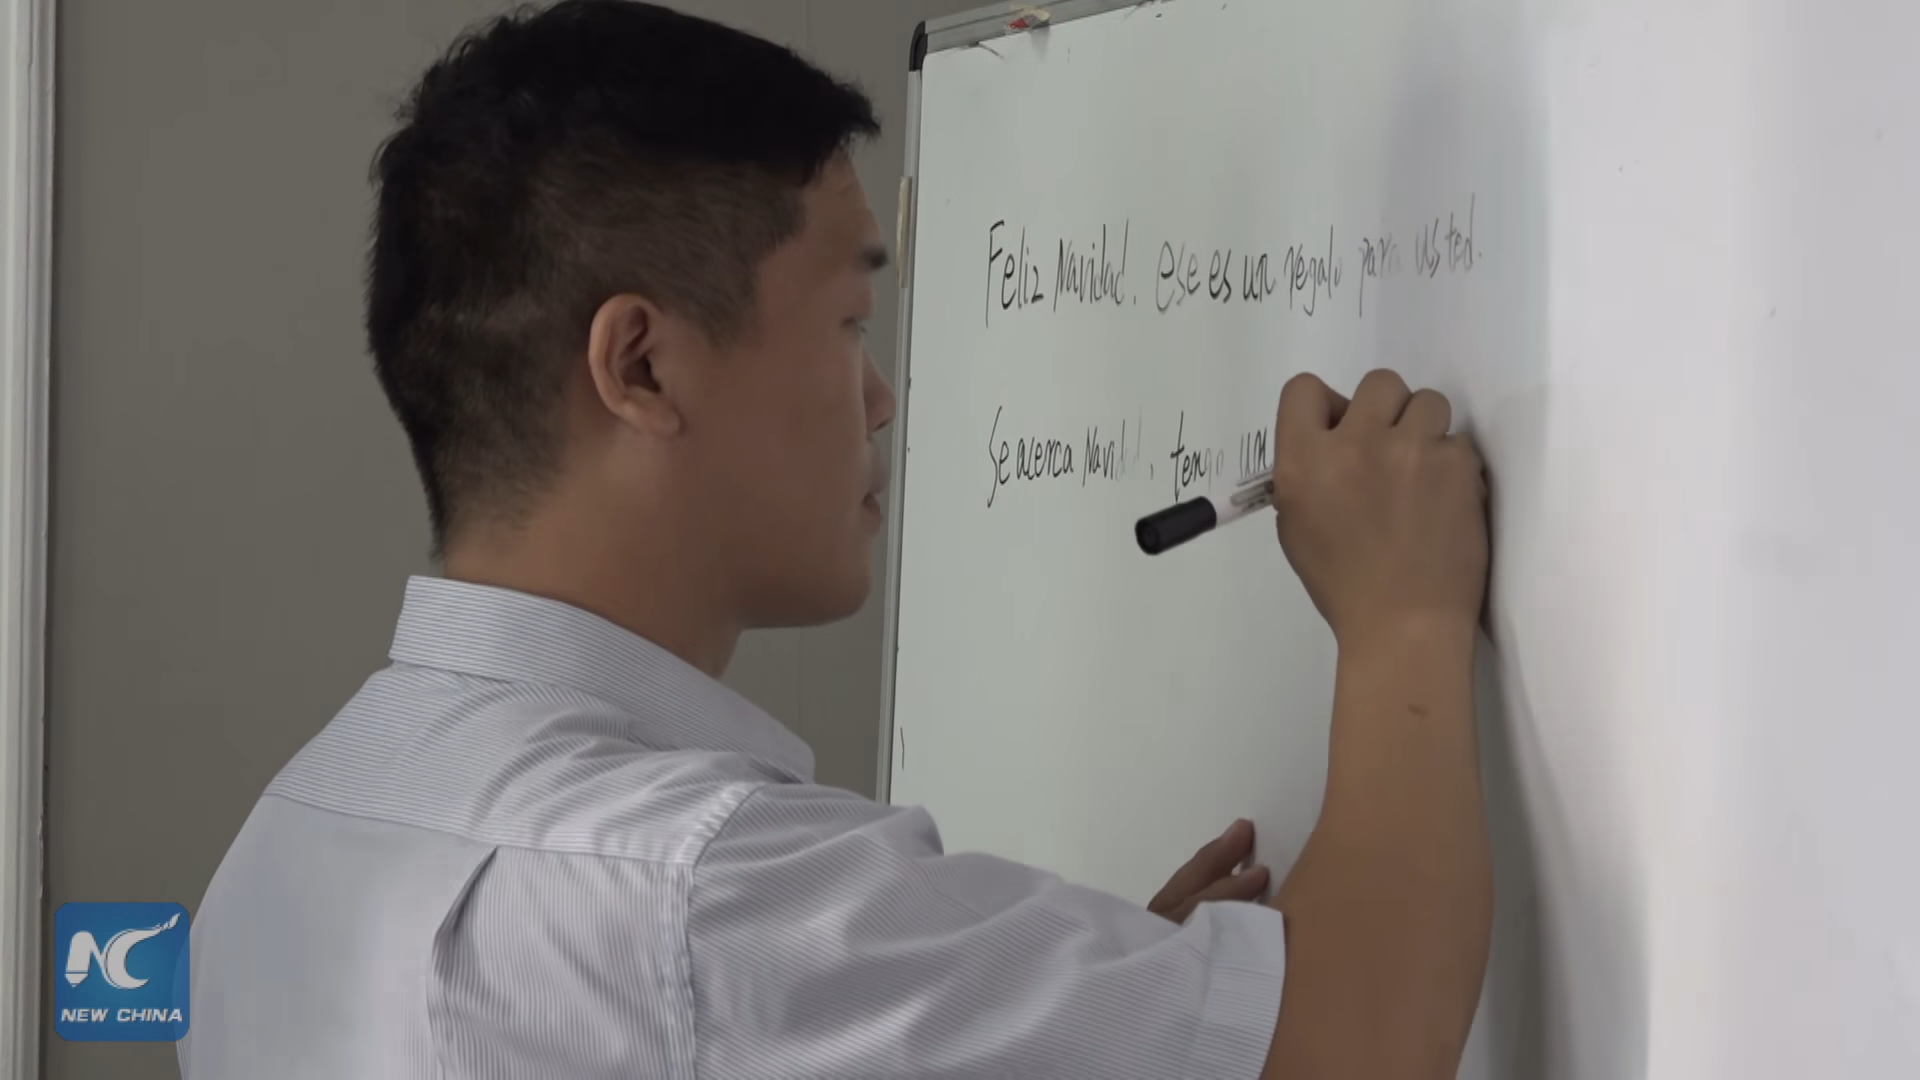 Feliz Navidad. ese es un regalo para usted.
Se acerca Navidad, tengo un
NC
NEW CHINA